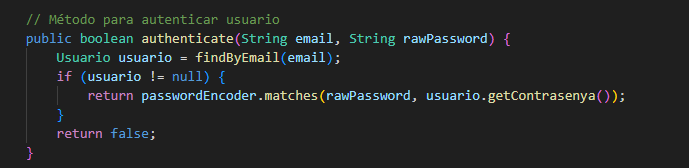 // Método para autenticar usuario
public boolean authenticate(String email, String rawPassword) {
    Usuario usuario = findByEmail(email);
    if (usuario != null) {
        return passwordEncoder.matches(rawPassword, usuario.getContrasenya());
    }
    return false;
}